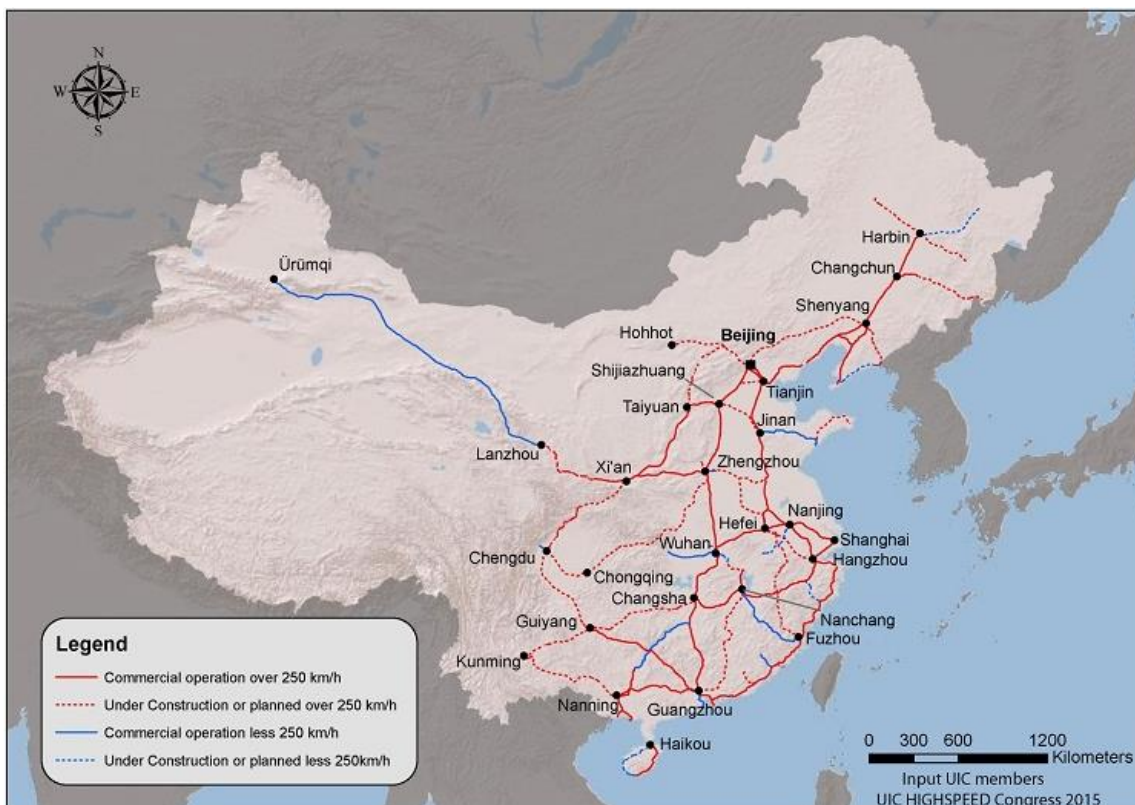 N
W E
S
Harbin
Changchun
Shenyang
Ürümqi
Hohhot
Beijing
Shijiazhuang
Tianjin
Taiyuan
Jinan
Lanzhou
Xi'an
Zhengzhou
Hefei
Nanjing
Shanghai
Wuhan
Hangzhou
Chengdu
Chongqing
Changsha
Nanchang
Guiyang
Fuzhou
Kunming
Nanning
Guangzhou
Haikou
Legend
Commercial operation over 250 km/h
Under Construction or planned over 250 km/h
Commercial operation less 250 km/h
Under Construction or planned less 250km/h
0 300 600 1200
Kilometers
Input UIC members
UIC HIGHSPEED Congress 2015